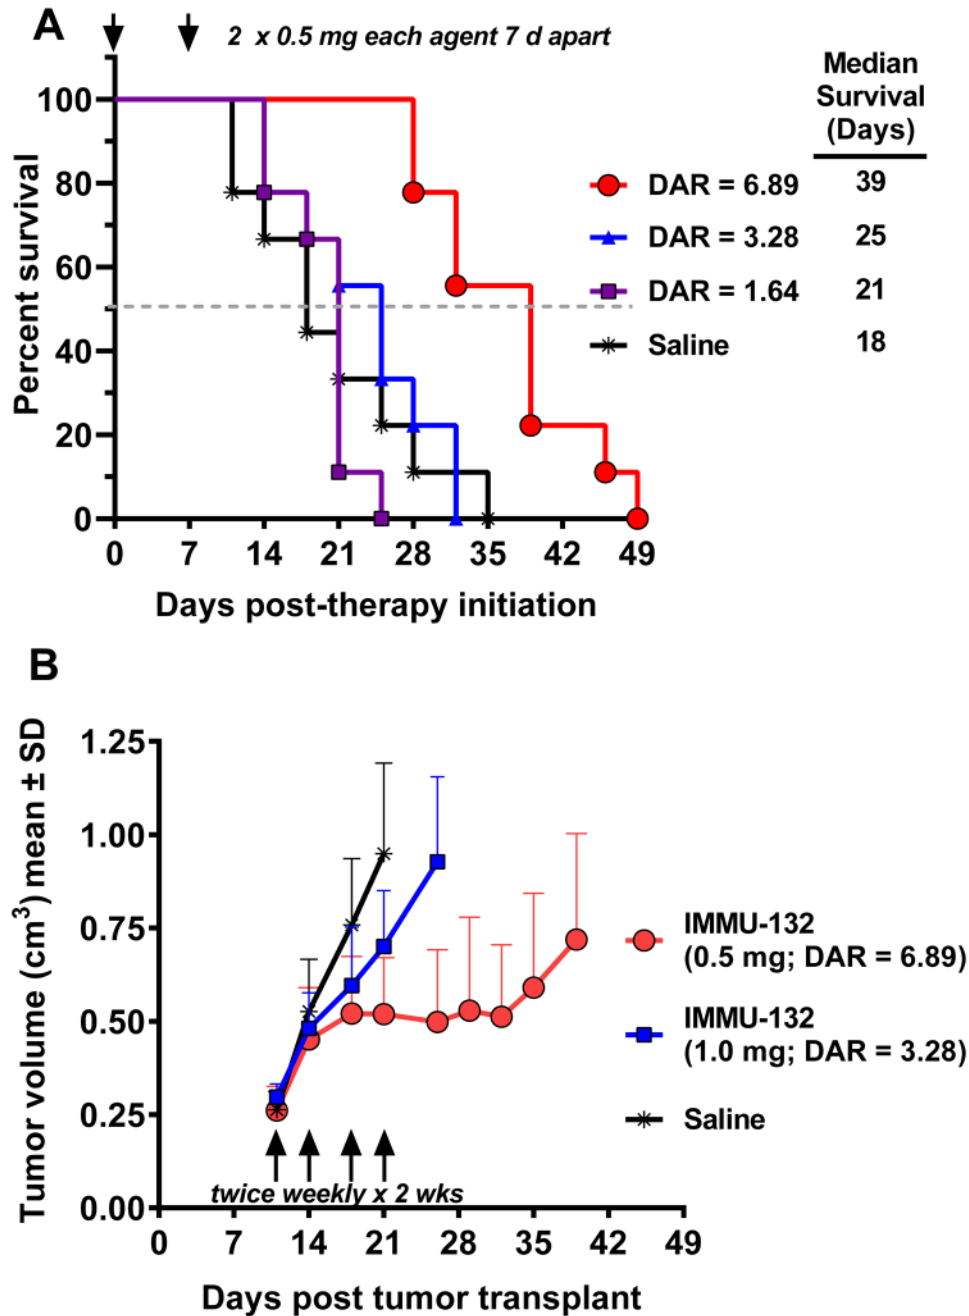 A
2 x 0.5 mg each agent 7 d apart
Median
Survival
(Days)
100
80
60
40
20
0
Percent survival
DAR = 6.89 39
DAR = 3.28 25
DAR = 1.64 21
Saline 18
0 7 14 21 28 35 42 49
Days post-therapy initiation
B
Tumor volume (cm³) mean ± SD
1.25
1.00
0.75
0.50
0.25
0.00
IMMU-132
(0.5 mg; DAR = 6.89)
IMMU-132
(1.0 mg; DAR = 3.28)
Saline
twice weekly x 2 wks
0 7 14 21 28 35 42 49
Days post tumor transplant